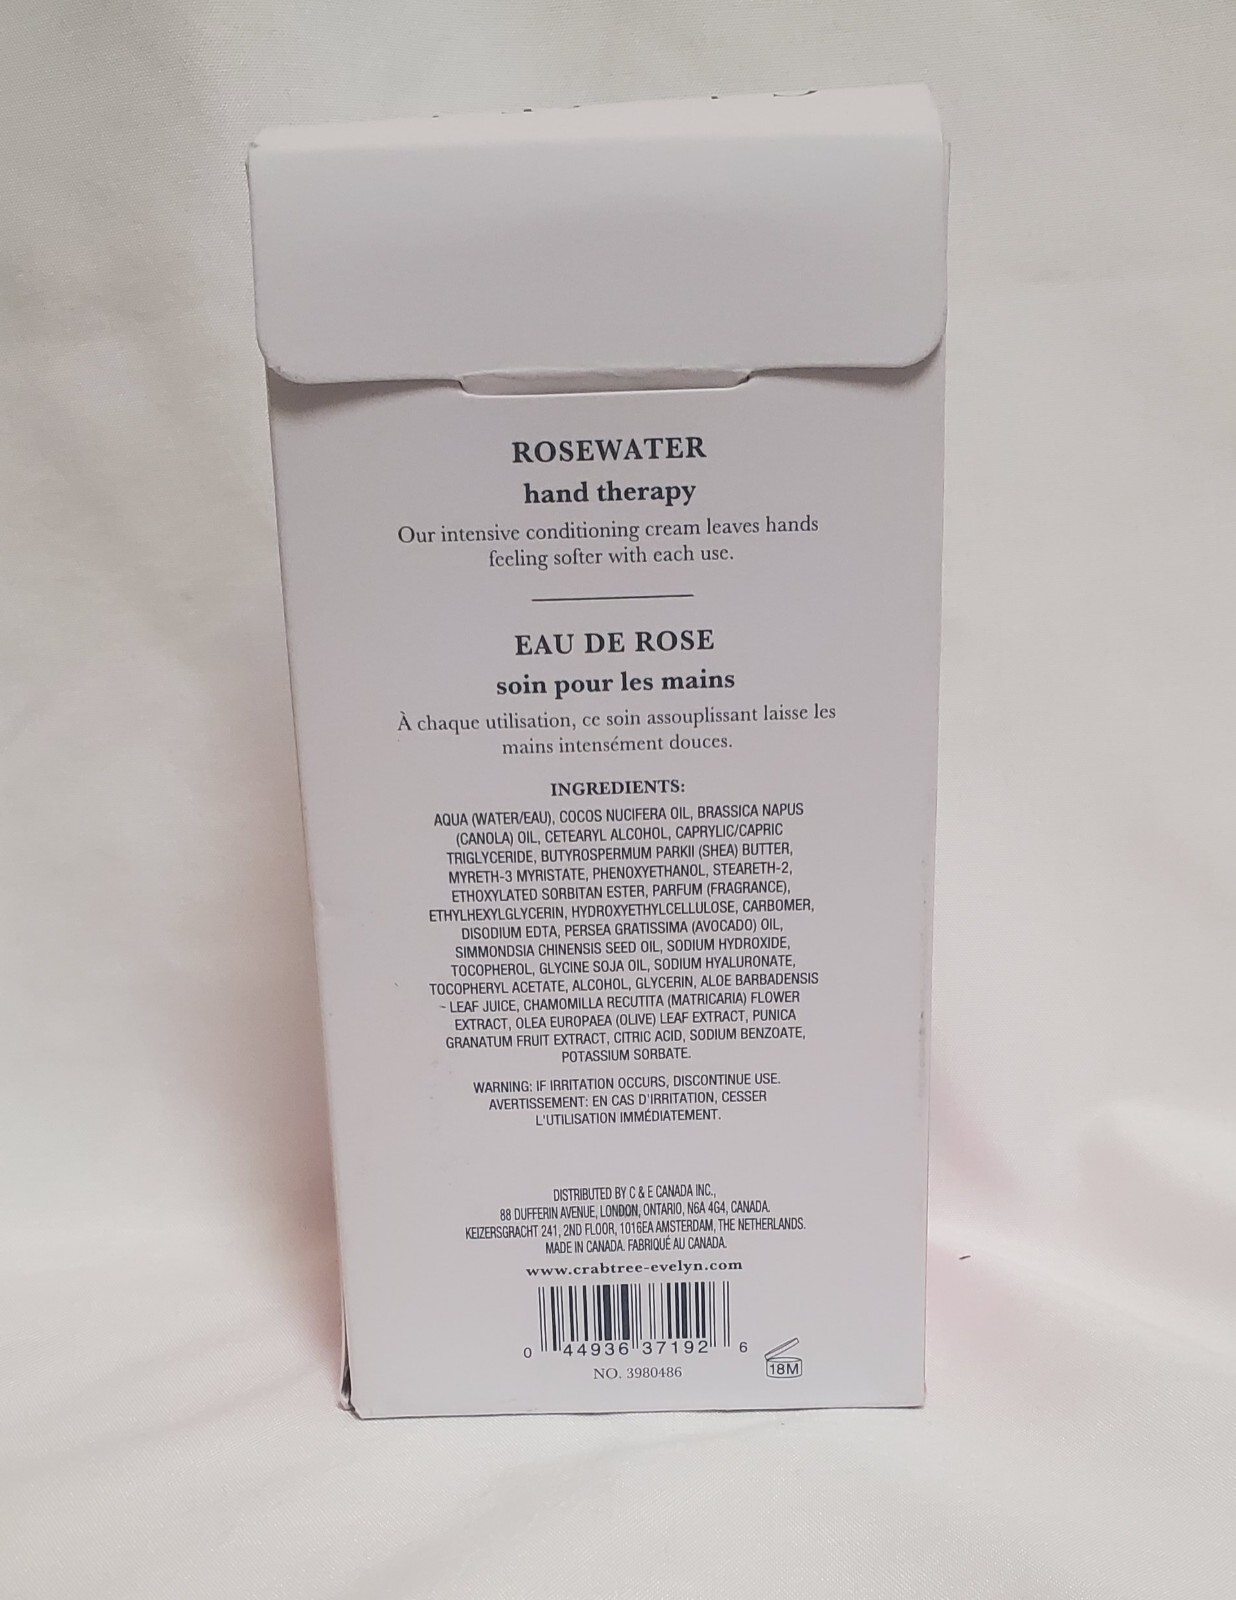 ROSEWATER
hand therapy
Our intensive conditioning cream leaves hands
feeling softer with each use.
EAU DE ROSE
soin pour les mains
À chaque utilisation, ce soin assouplissant laisse les
mains intensément douces.
INGREDIENTS:
AQUA (WATER/EAU), COCOS NUCIFERA OIL, BRASSICA NAPUS
(CANOLA) OIL, CETEARYL ALCOHOL, CAPRYLIC/CAPRIC
TRIGLYCERIDE, BUTYROSPERMUM PARKII (SHEA) BUTTER,
MYRETH-3 MYRISTATE, PHENOXYETHANOL, STEARETH-2,
ETHOXYLATED SORBITAN ESTER, PARFUM (FRAGRANCE),
ETHYLHEXYLGLYCERIN, HYDROXYETHYLCELLULOSE, CARBOMER,
DISODIUM EDTA, PERSEA GRATISSIMA (AVOCADO) OIL,
SIMMONDSIA CHINENSIS SEED OIL, SODIUM HYDROXIDE,
TOCOPHEROL, GLYCINE SOJA OIL, SODIUM HYALURONATE,
TOCOPHERYL ACETATE, ALCOHOL, GLYCERIN, ALOE BARBADENSIS
LEAF JUICE, CHAMOMILLA RECUTITA (MATRICARIA) FLOWER
EXTRACT, OLEA EUROPAEA (OLIVE) LEAF EXTRACT, PUNICA
GRANATUM FRUIT EXTRACT, CITRIC ACID, SODIUM BENZOATE,
POTASSIUM SORBATE.
WARNING: IF IRRITATION OCCURS, DISCONTINUE USE.
AVERTISSEMENT: EN CAS D'IRRITATION, CESSER
L'UTILISATION IMMÉDIATEMENT.
DISTRIBUTED BY C & E CANADA INC.,
88 DUFFERIN AVENUE, LONDON, ONTARIO, N6A 4G4, CANADA.
KEIZERSGRACHT 241, 2ND FLOOR, 1016EA AMSTERDAM, THE NETHERLANDS.
MADE IN CANADA. FABRIQUÉ AU CANADA.
www.crabtree-evelyn.com
0 44936 37192 6
NO. 3980486
18M